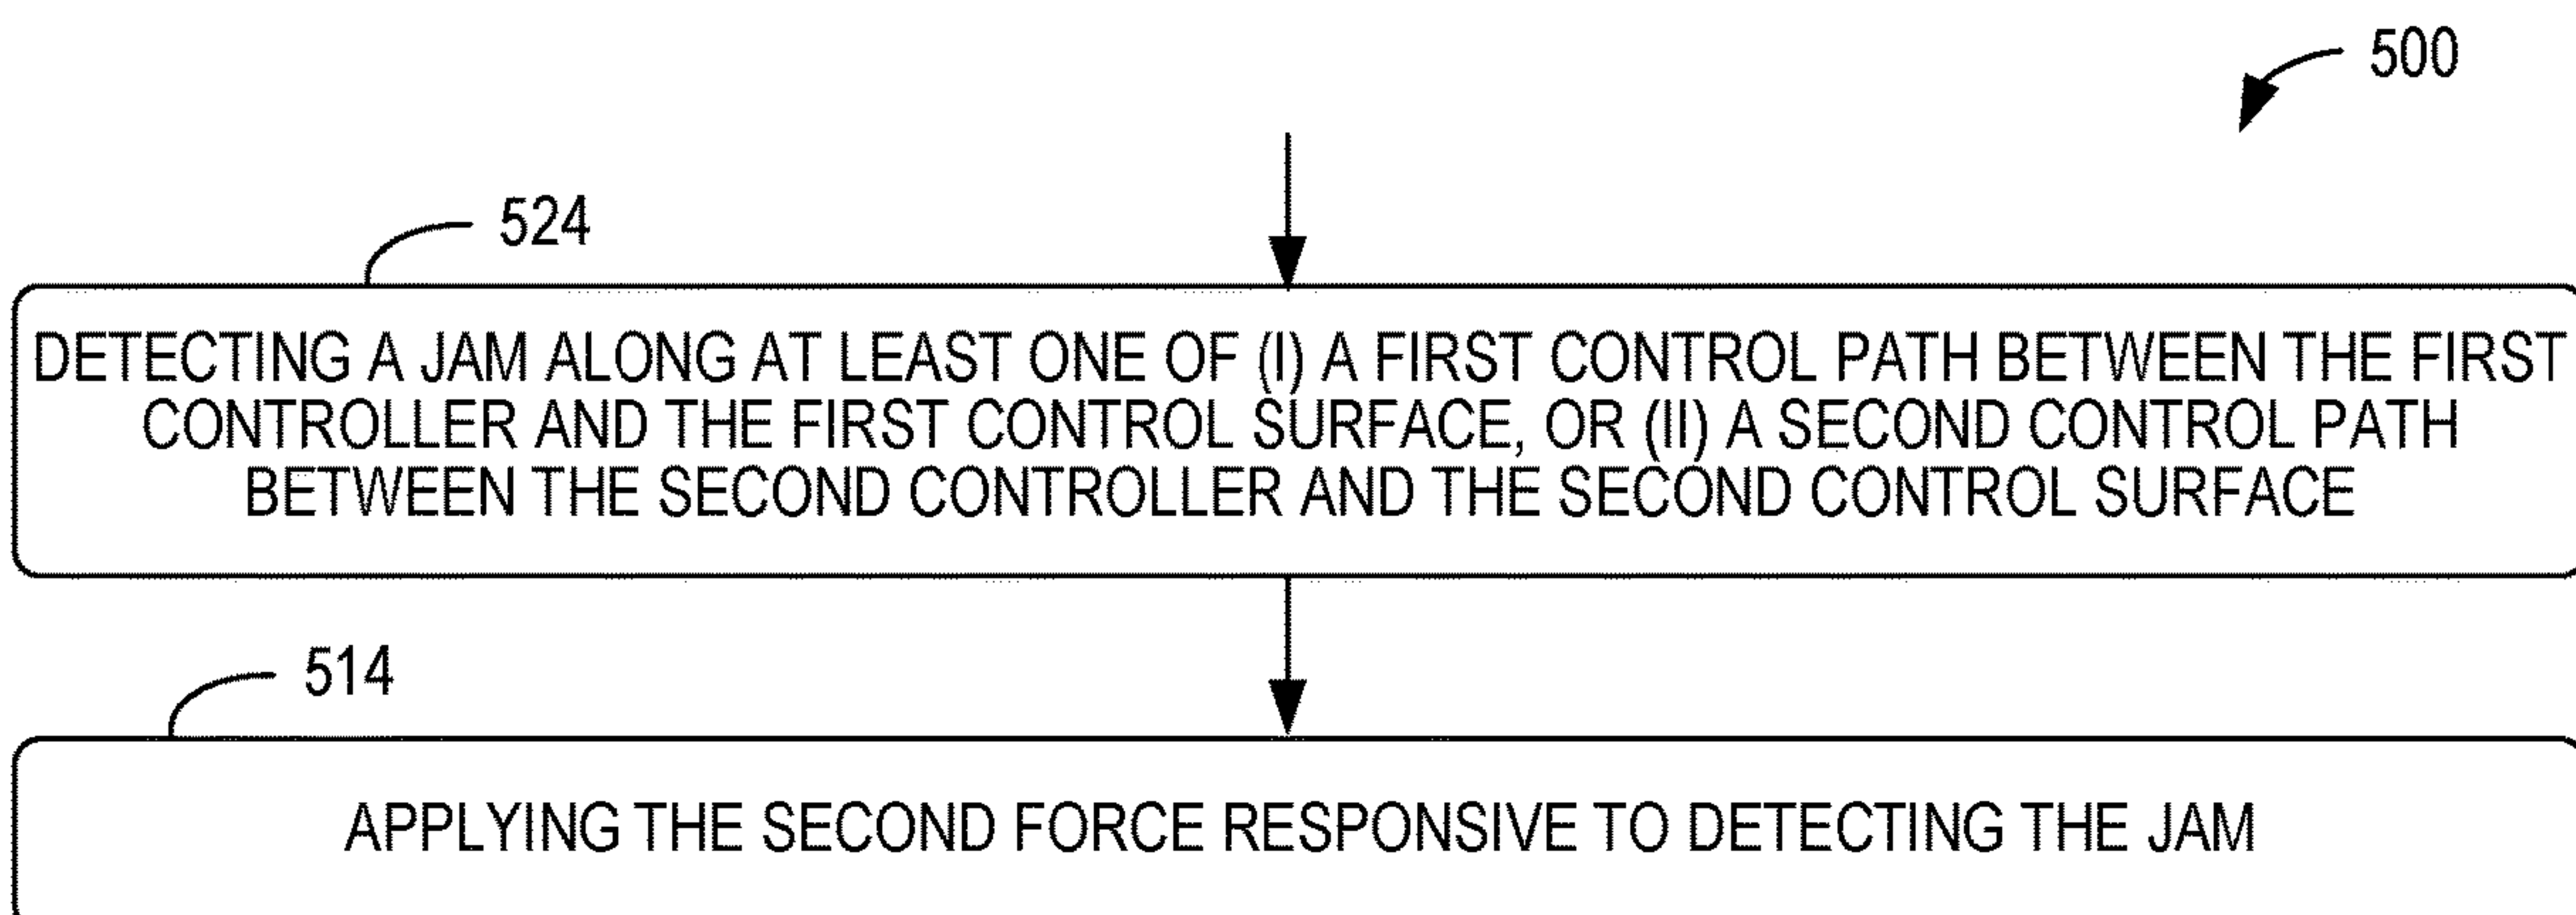 500
524
DETECTING A JAM ALONG AT LEAST ONE OF (I) A FIRST CONTROL PATH BETWEEN THE FIRST
CONTROLLER AND THE FIRST CONTROL SURFACE, OR (II) A SECOND CONTROL PATH
BETWEEN THE SECOND CONTROLLER AND THE SECOND CONTROL SURFACE
514
APPLYING THE SECOND FORCE RESPONSIVE TO DETECTING THE JAM